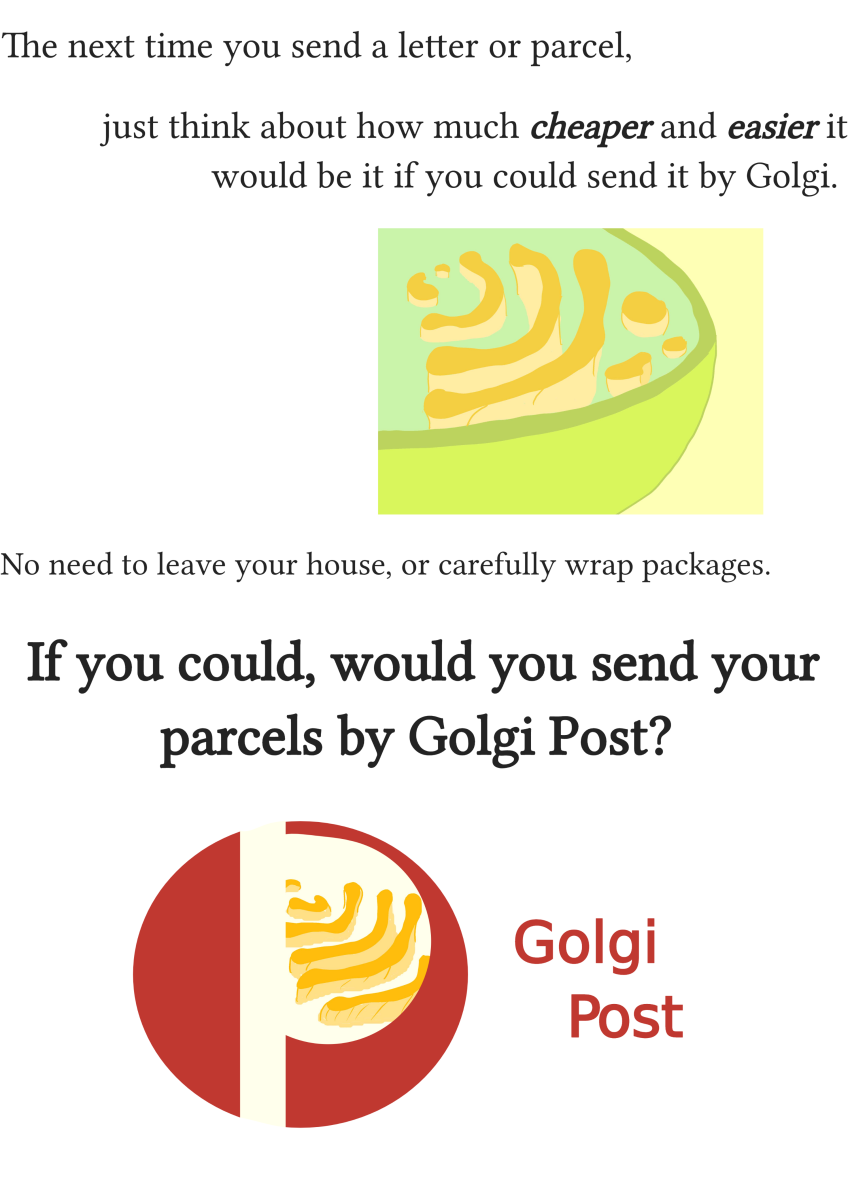 The next time you send a letter or parcel,
just think about how much cheaper and easier it
would be it if you could send it by Golgi.
No need to leave your house, or carefully wrap packages.
If you could, would you send your
parcels by Golgi Post?
Golgi
Post